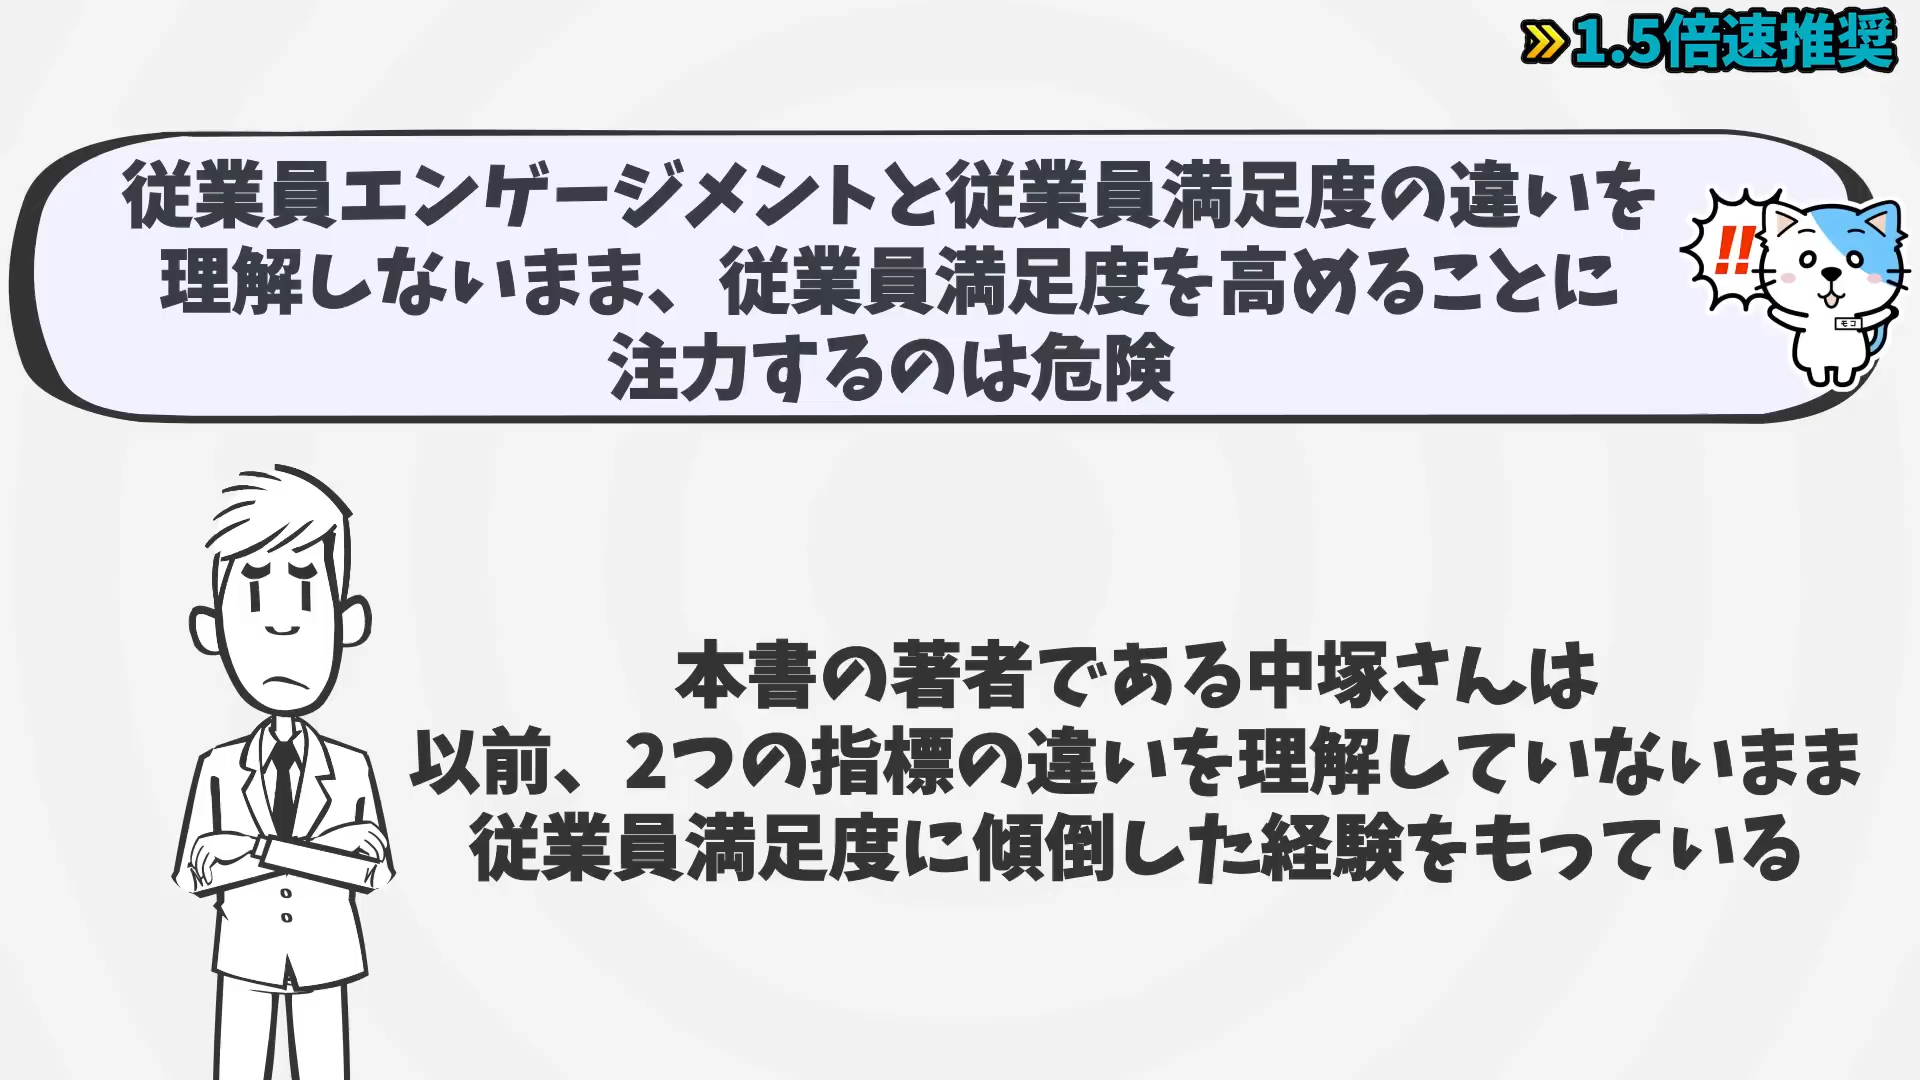 1.5倍速推奨
従業員エンゲージメントと従業員満足度の違いを
理解しないまま、従業員満足度を高めることに
注力するのは危険
!!
モコ
本書の著者である中塚さんは
以前、2つの指標の違いを理解していないまま
従業員満足度に傾倒した経験をもっている